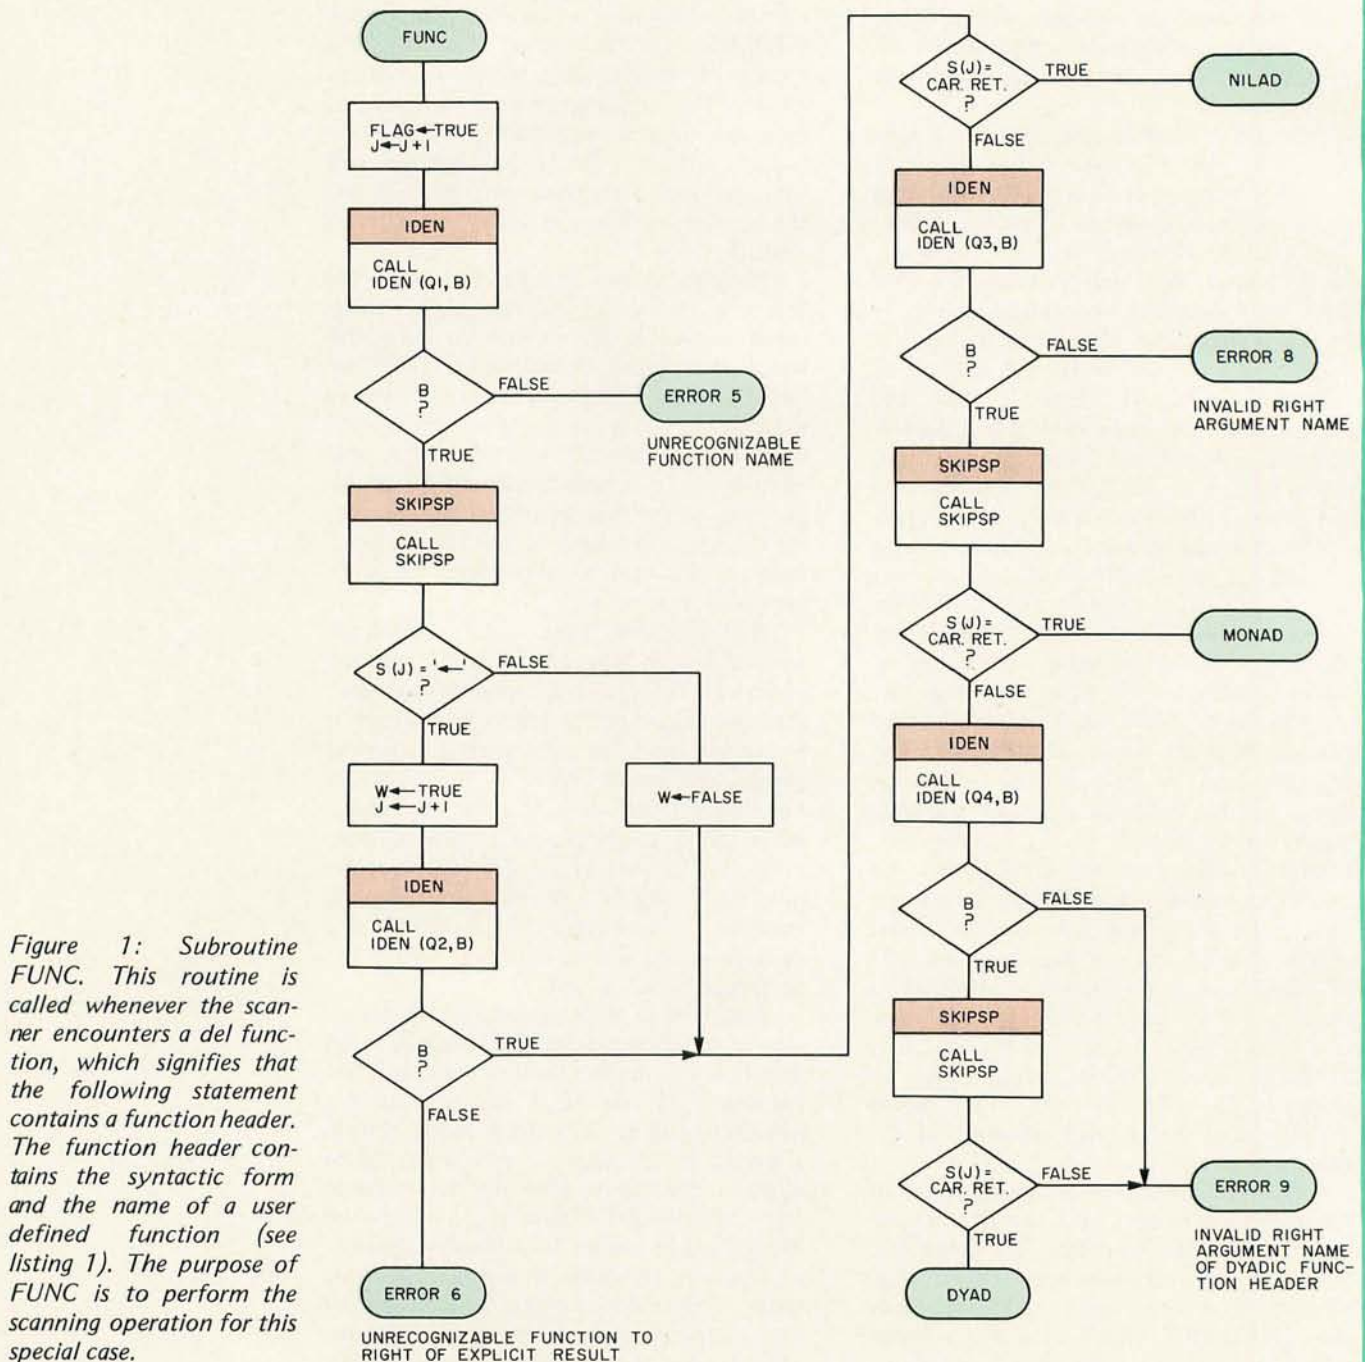 FUNC
FLAG←TRUE
J←J+1
IDEN
CALL
IDEN (Q1, B)
B
?
FALSE
ERROR 5
UNRECOGNIZABLE
FUNCTION NAME
TRUE
SKIPSP
CALL
SKIPSP
S (J) = '←'
?
FALSE
TRUE
W←TRUE
J←J+1
W←FALSE
IDEN
CALL
IDEN (Q2, B)
B
?
TRUE
FALSE
ERROR 6
UNRECOGNIZABLE FUNCTION TO
RIGHT OF EXPLICIT RESULT
S (J) =
CAR. RET.
?
TRUE
NILAD
FALSE
IDEN
CALL
IDEN (Q3, B)
B
?
FALSE
ERROR 8
INVALID RIGHT
ARGUMENT NAME
TRUE
SKIPSP
CALL
SKIPSP
S (J) =
CAR. RET.
?
TRUE
MONAD
FALSE
IDEN
CALL
IDEN (Q4, B)
B
?
FALSE
TRUE
SKIPSP
CALL
SKIPSP
S (J) =
CAR. RET.
?
FALSE
ERROR 9
INVALID RIGHT
ARGUMENT NAME
OF DYADIC FUNC-
TION HEADER
TRUE
DYAD
Figure 1: Subroutine
FUNC. This routine is
called whenever the scan-
ner encounters a del func-
tion, which signifies that
the following statement
contains a function header.
The function header con-
tains the syntactic form
and the name of a user
defined function (see
listing 1). The purpose of
FUNC is to perform the
scanning operation for this
special case.